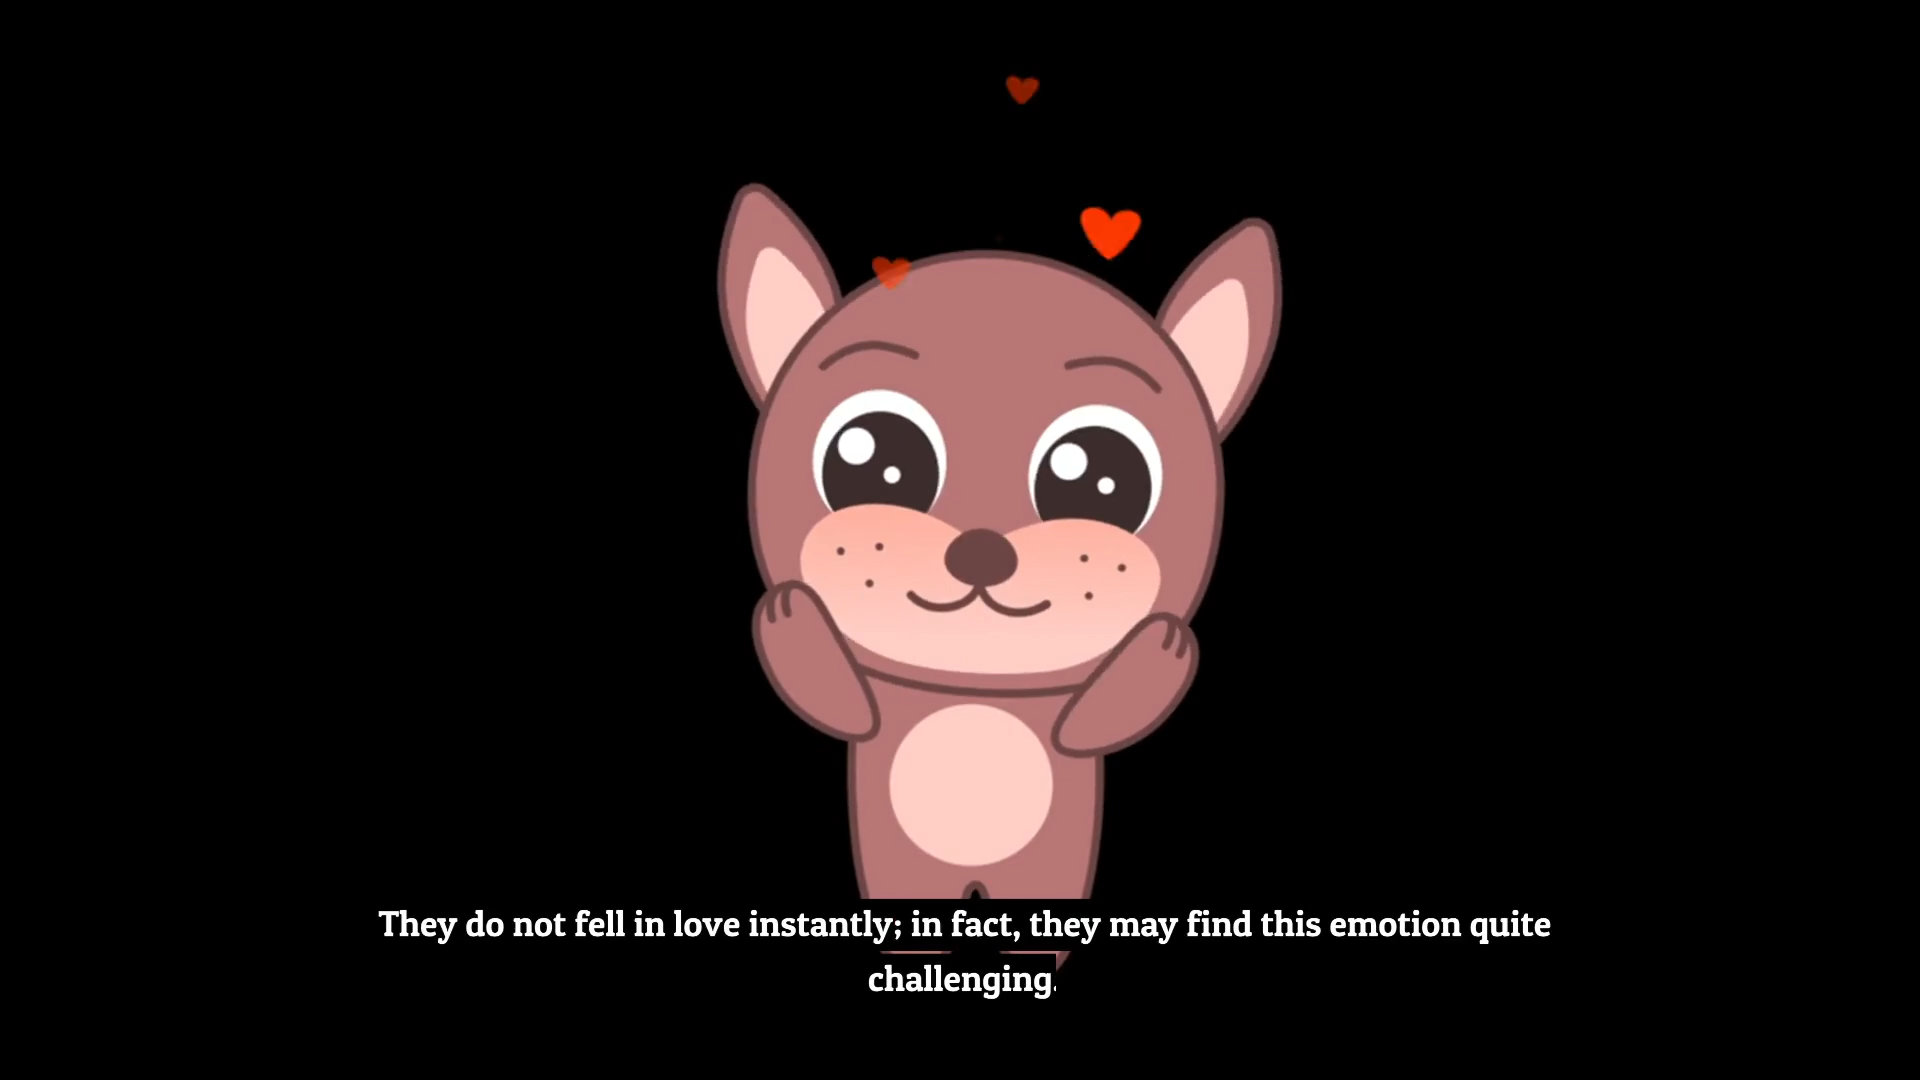 They do not fell in love instantly; in fact, they may find this emotion quite
challenging.